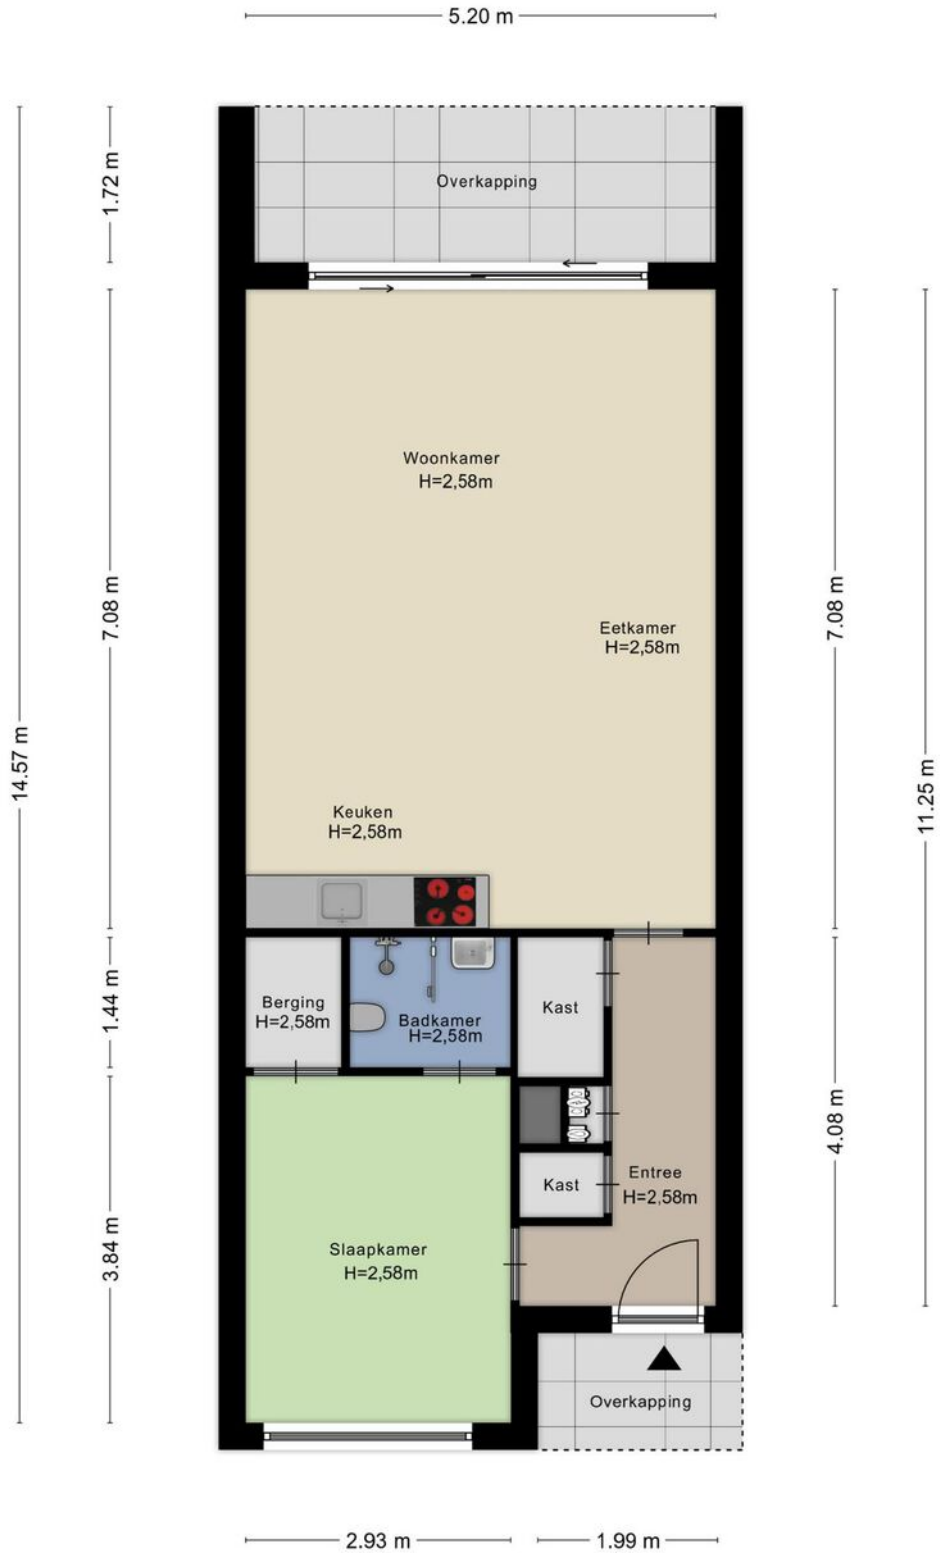 5.20 m
1.72 m
Overkapping
Woonkamer
H=2,58m
7.08 m
7.08 m
Eetkamer
H=2,58m
14.57 m
11.25 m
Keuken
H=2,58m
1.44 m
Berging
H=2,58m
Badkamer
H=2,58m
Kast
4.08 m
Kast
Entree
H=2,58m
3.84 m
Slaapkamer
H=2,58m
Overkapping
2.93 m
1.99 m